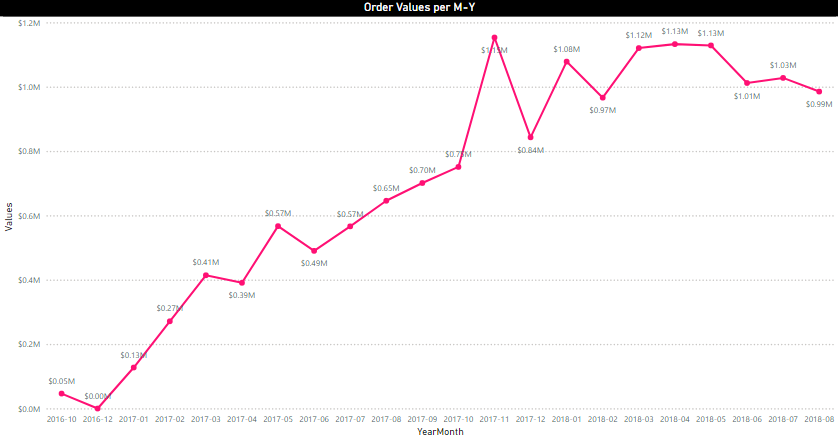 Order Values per M-Y
$1.2M
$1.0M
$0.8M
$0.6M
$0.4M
$0.2M
$0.0M
Values
$0.05M
$0.00M
$0.13M
$0.27M
$0.41M
$0.39M
$0.57M
$0.49M
$0.57M
$0.65M
$0.70M
$0.75M
$1.15M
$0.84M
$1.08M
$0.97M
$1.12M
$1.13M
$1.13M
$1.01M
$1.03M
$0.99M
2016-10 2016-12 2017-01 2017-02 2017-03 2017-04 2017-05 2017-06 2017-07 2017-08 2017-09 2017-10 2017-11 2017-12 2018-01 2018-02 2018-03 2018-04 2018-05 2018-06 2018-07 2018-08
YearMonth